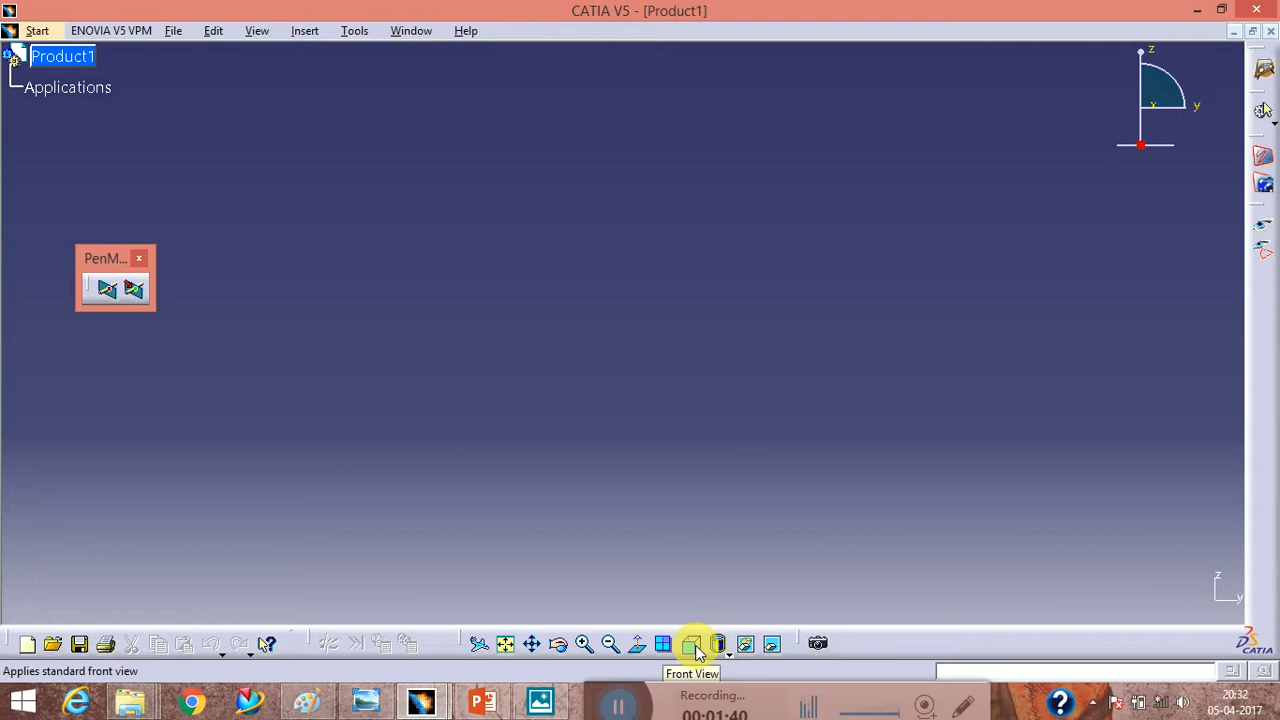 CATIA V5 - [Product1]
Start ENOVIA V5 VPM File Edit View Insert Tools Window Help
Product1
Applications
z
x
y
PenM...
z
y
CATIA
Applies standard front view
Front View
Recording...
00:01:40
20:32
05-04-2017